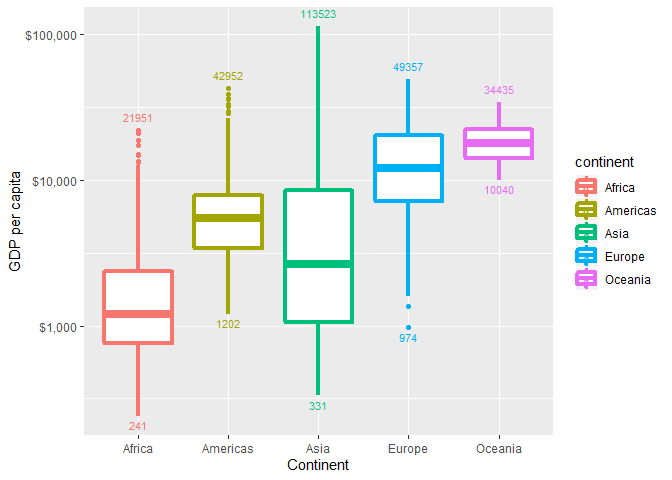 113523
$100,000
49357
42952
34435
21951
continent
Africa
Americas
Asia
Europe
Oceania
$10,000
10040
GDP per capita
$1,000
1202
974
331
241
Africa
Americas
Asia
Europe
Oceania
Continent